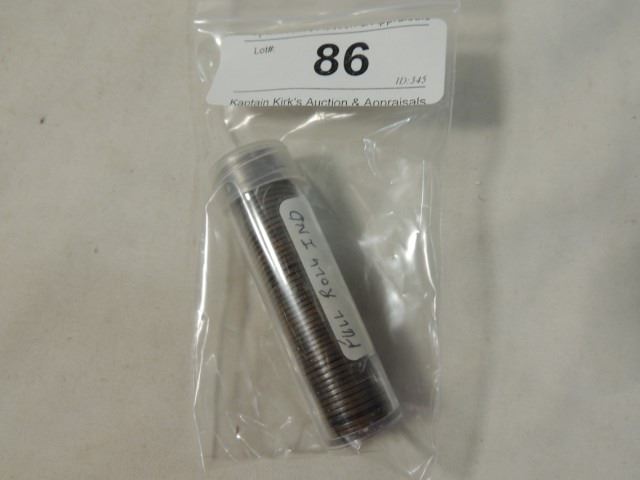 Lot#:
86
ID:345
Kaptain Kirk's Auction & Appraisals
FULL ROLL IND